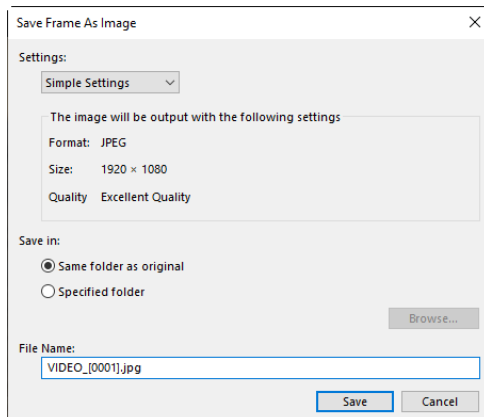 Save Frame As Image
Settings:
Simple Settings
The image will be output with the following settings
Format: JPEG
Size: 1920 × 1080
Quality Excellent Quality
Save in:
Same folder as original
Specified folder
Browse...
File Name:
VIDEO_[0001].jpg
Save Cancel